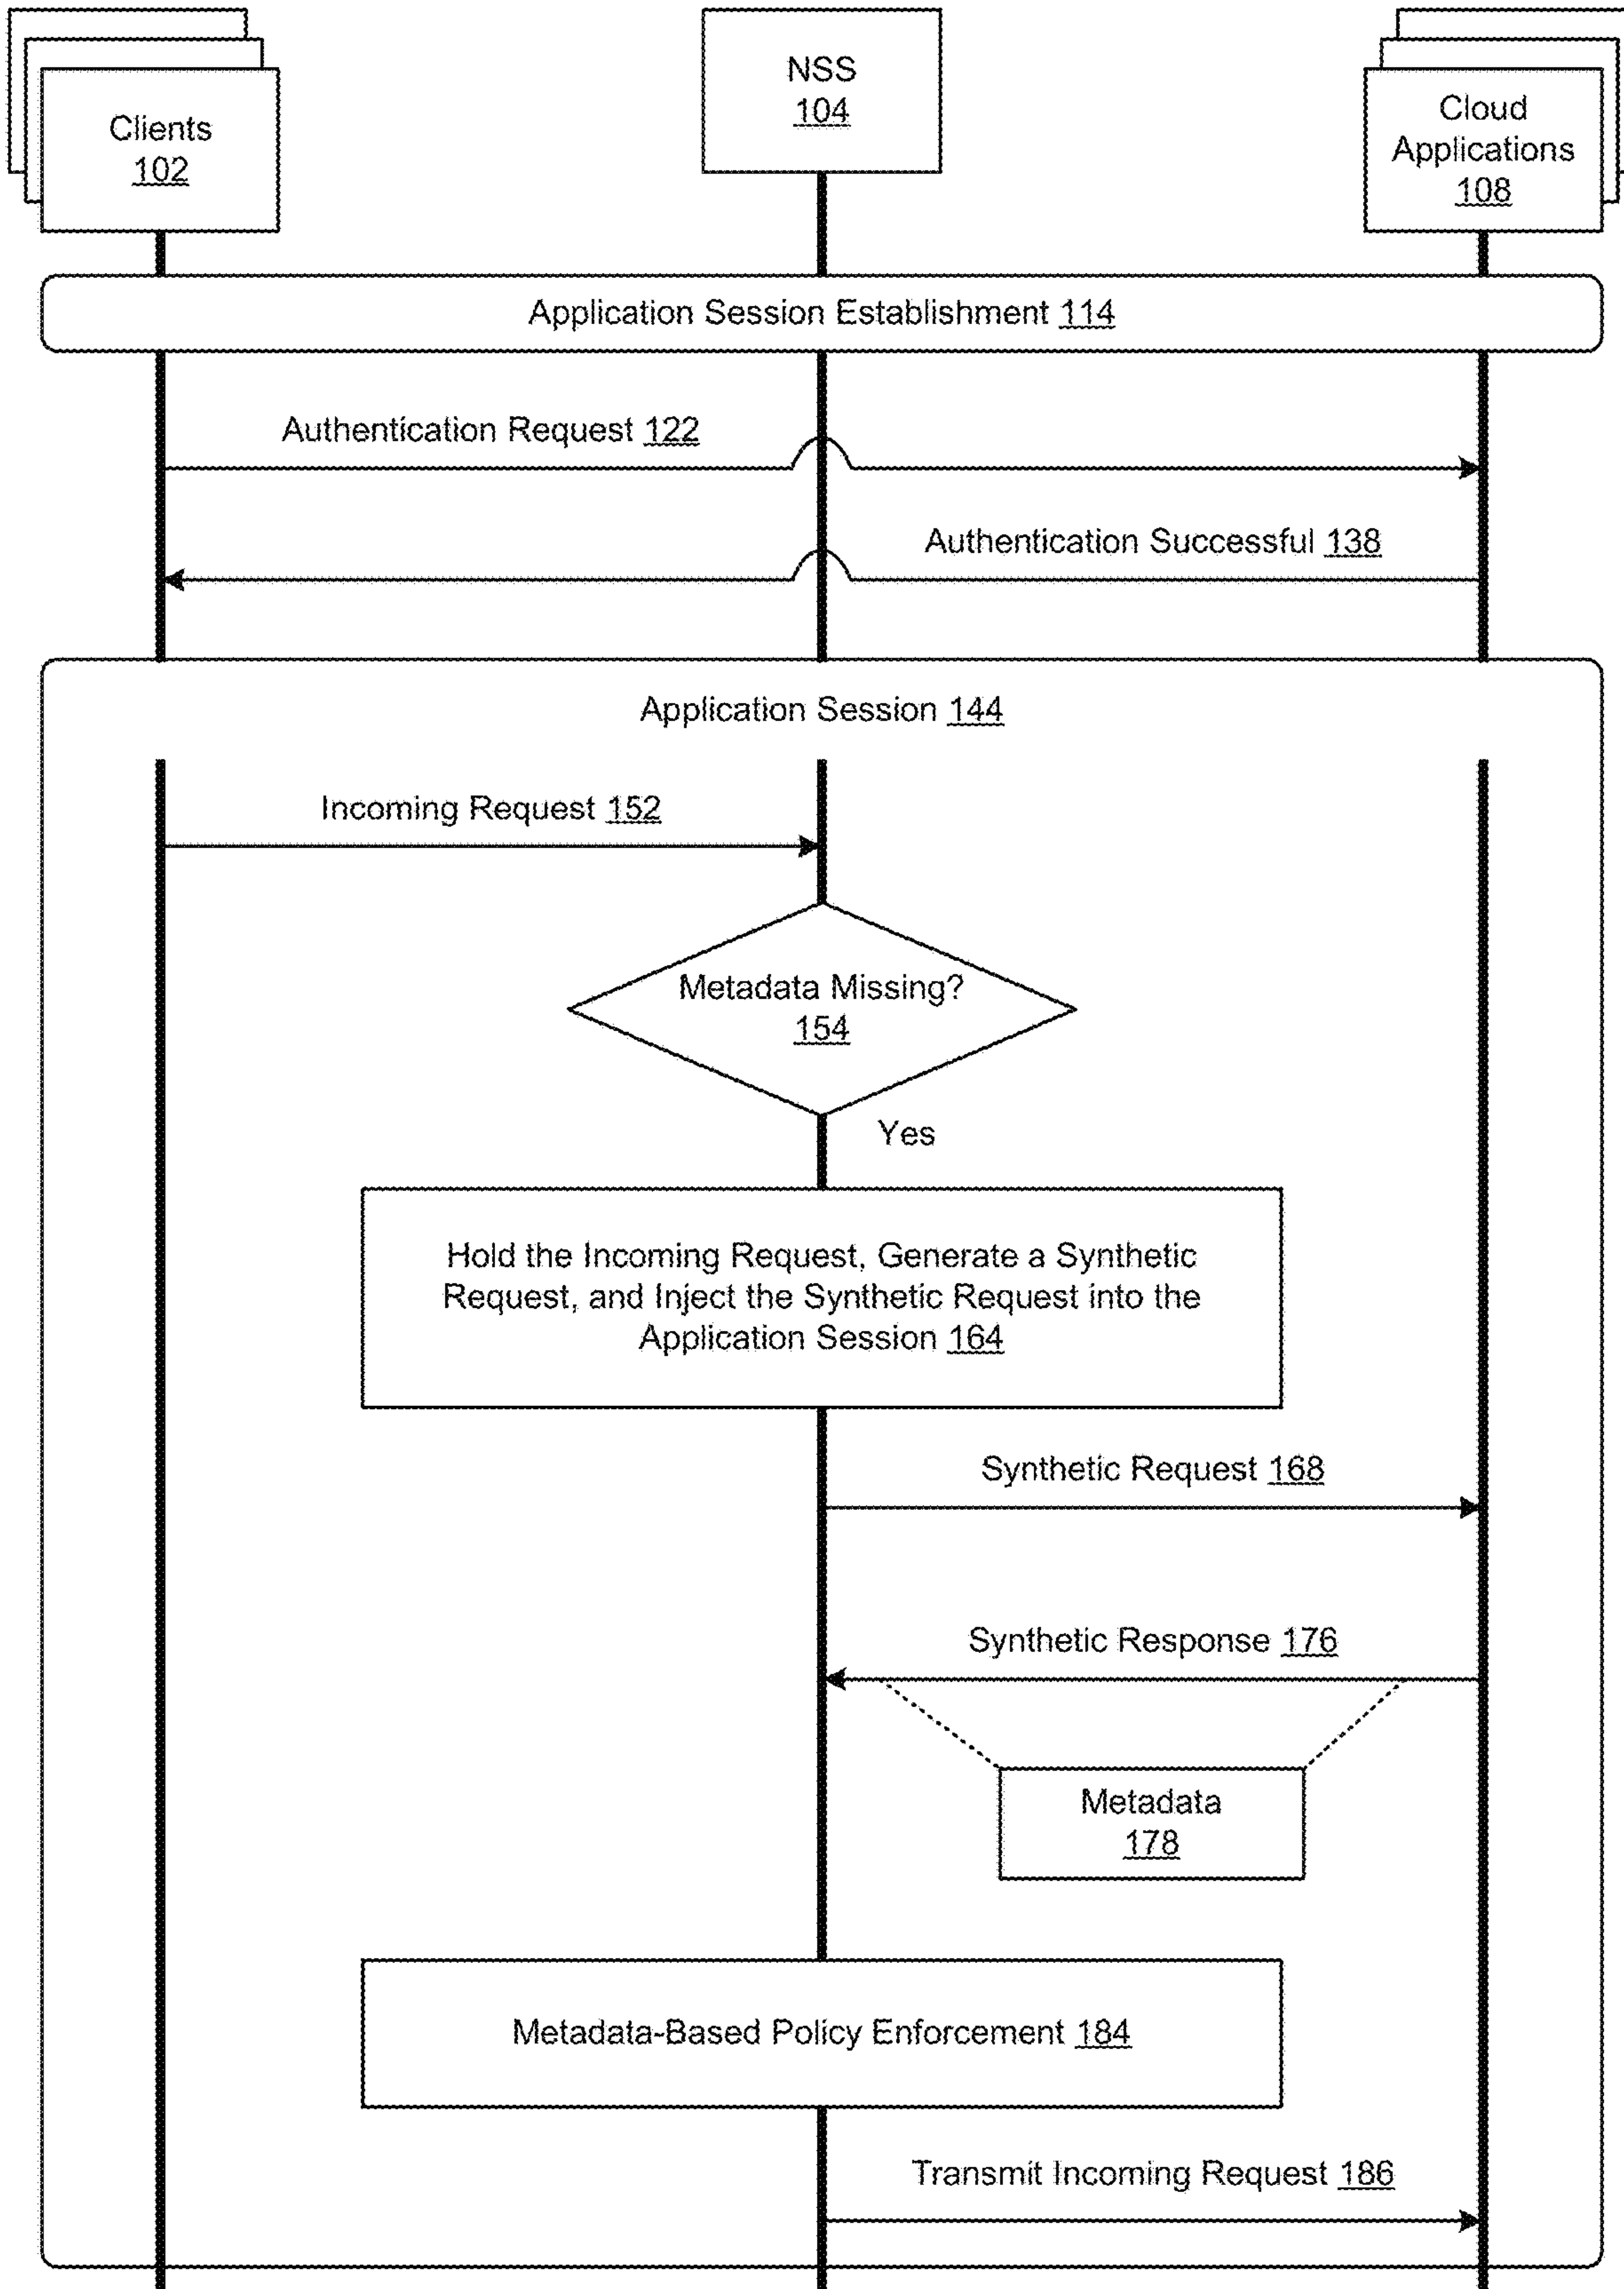 Clients
102
NSS
104
Cloud
Applications
108
Application Session Establishment 114
Authentication Request 122
Authentication Successful 138
Application Session 144
Incoming Request 152
Metadata Missing?
154
Yes
Hold the Incoming Request, Generate a Synthetic
Request, and Inject the Synthetic Request into the
Application Session 164
Synthetic Request 168
Synthetic Response 176
Metadata
178
Metadata-Based Policy Enforcement 184
Transmit Incoming Request 186